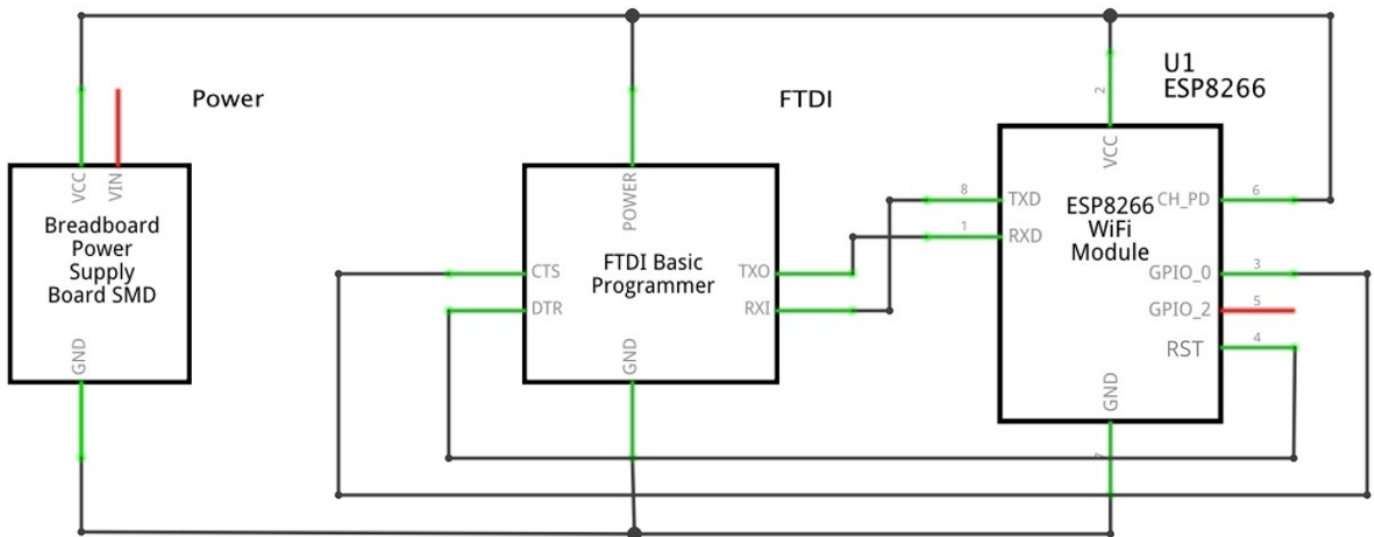 Power
VCC
VIN
Breadboard
Power
Supply
Board SMD
GND
FTDI
POWER
CTS
DTR
FTDI Basic
Programmer
TXO
RXI
GND
U1
ESP8266
2
VCC
8
TXD
1
RXD
ESP8266
WiFi
Module
CH_PD
6
GPIO_0
3
GPIO_2
5
RST
4
GND
7